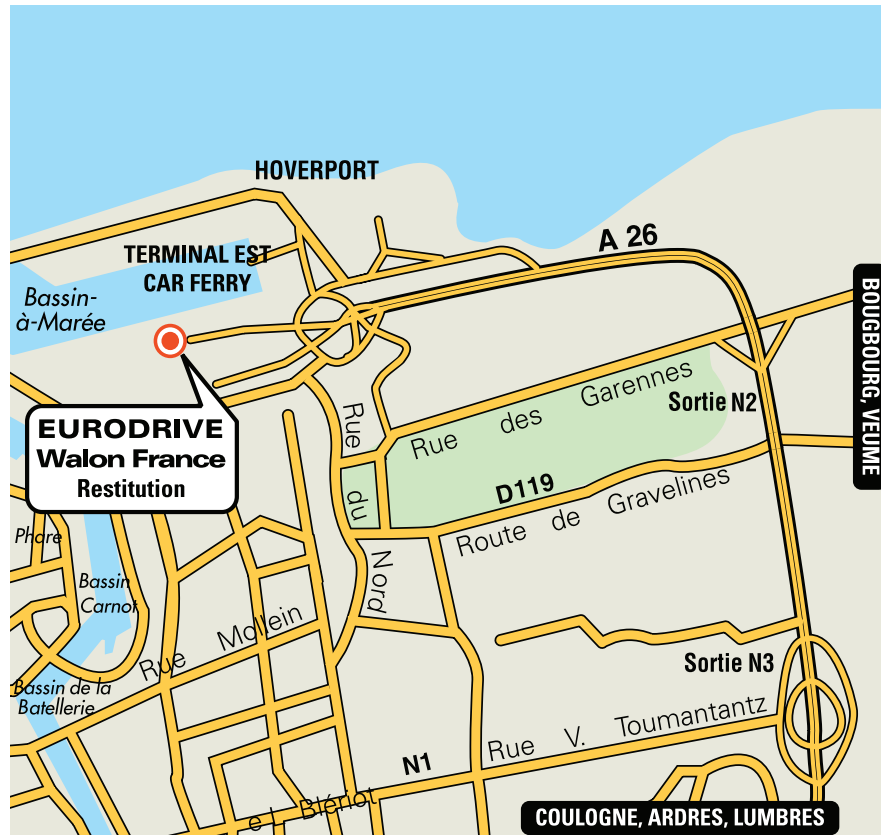 HOVERPORT
A 26
TERMINAL EST
CAR FERRY
Bassin-
à-Marée
BOUGBOURG, VEUME
EURODRIVE
Walon France
Restitution
Rue du Nord
Rue des Garennes
Sortie N2
D119
Route de Gravelines
Phare
Bassin
Carnot
Rue Mollein
Sortie N3
Bassin de la
Batellerie
Rue V. Toumantantz
N1
e L. Blériot
COULOGNE, ARDRES, LUMBRES